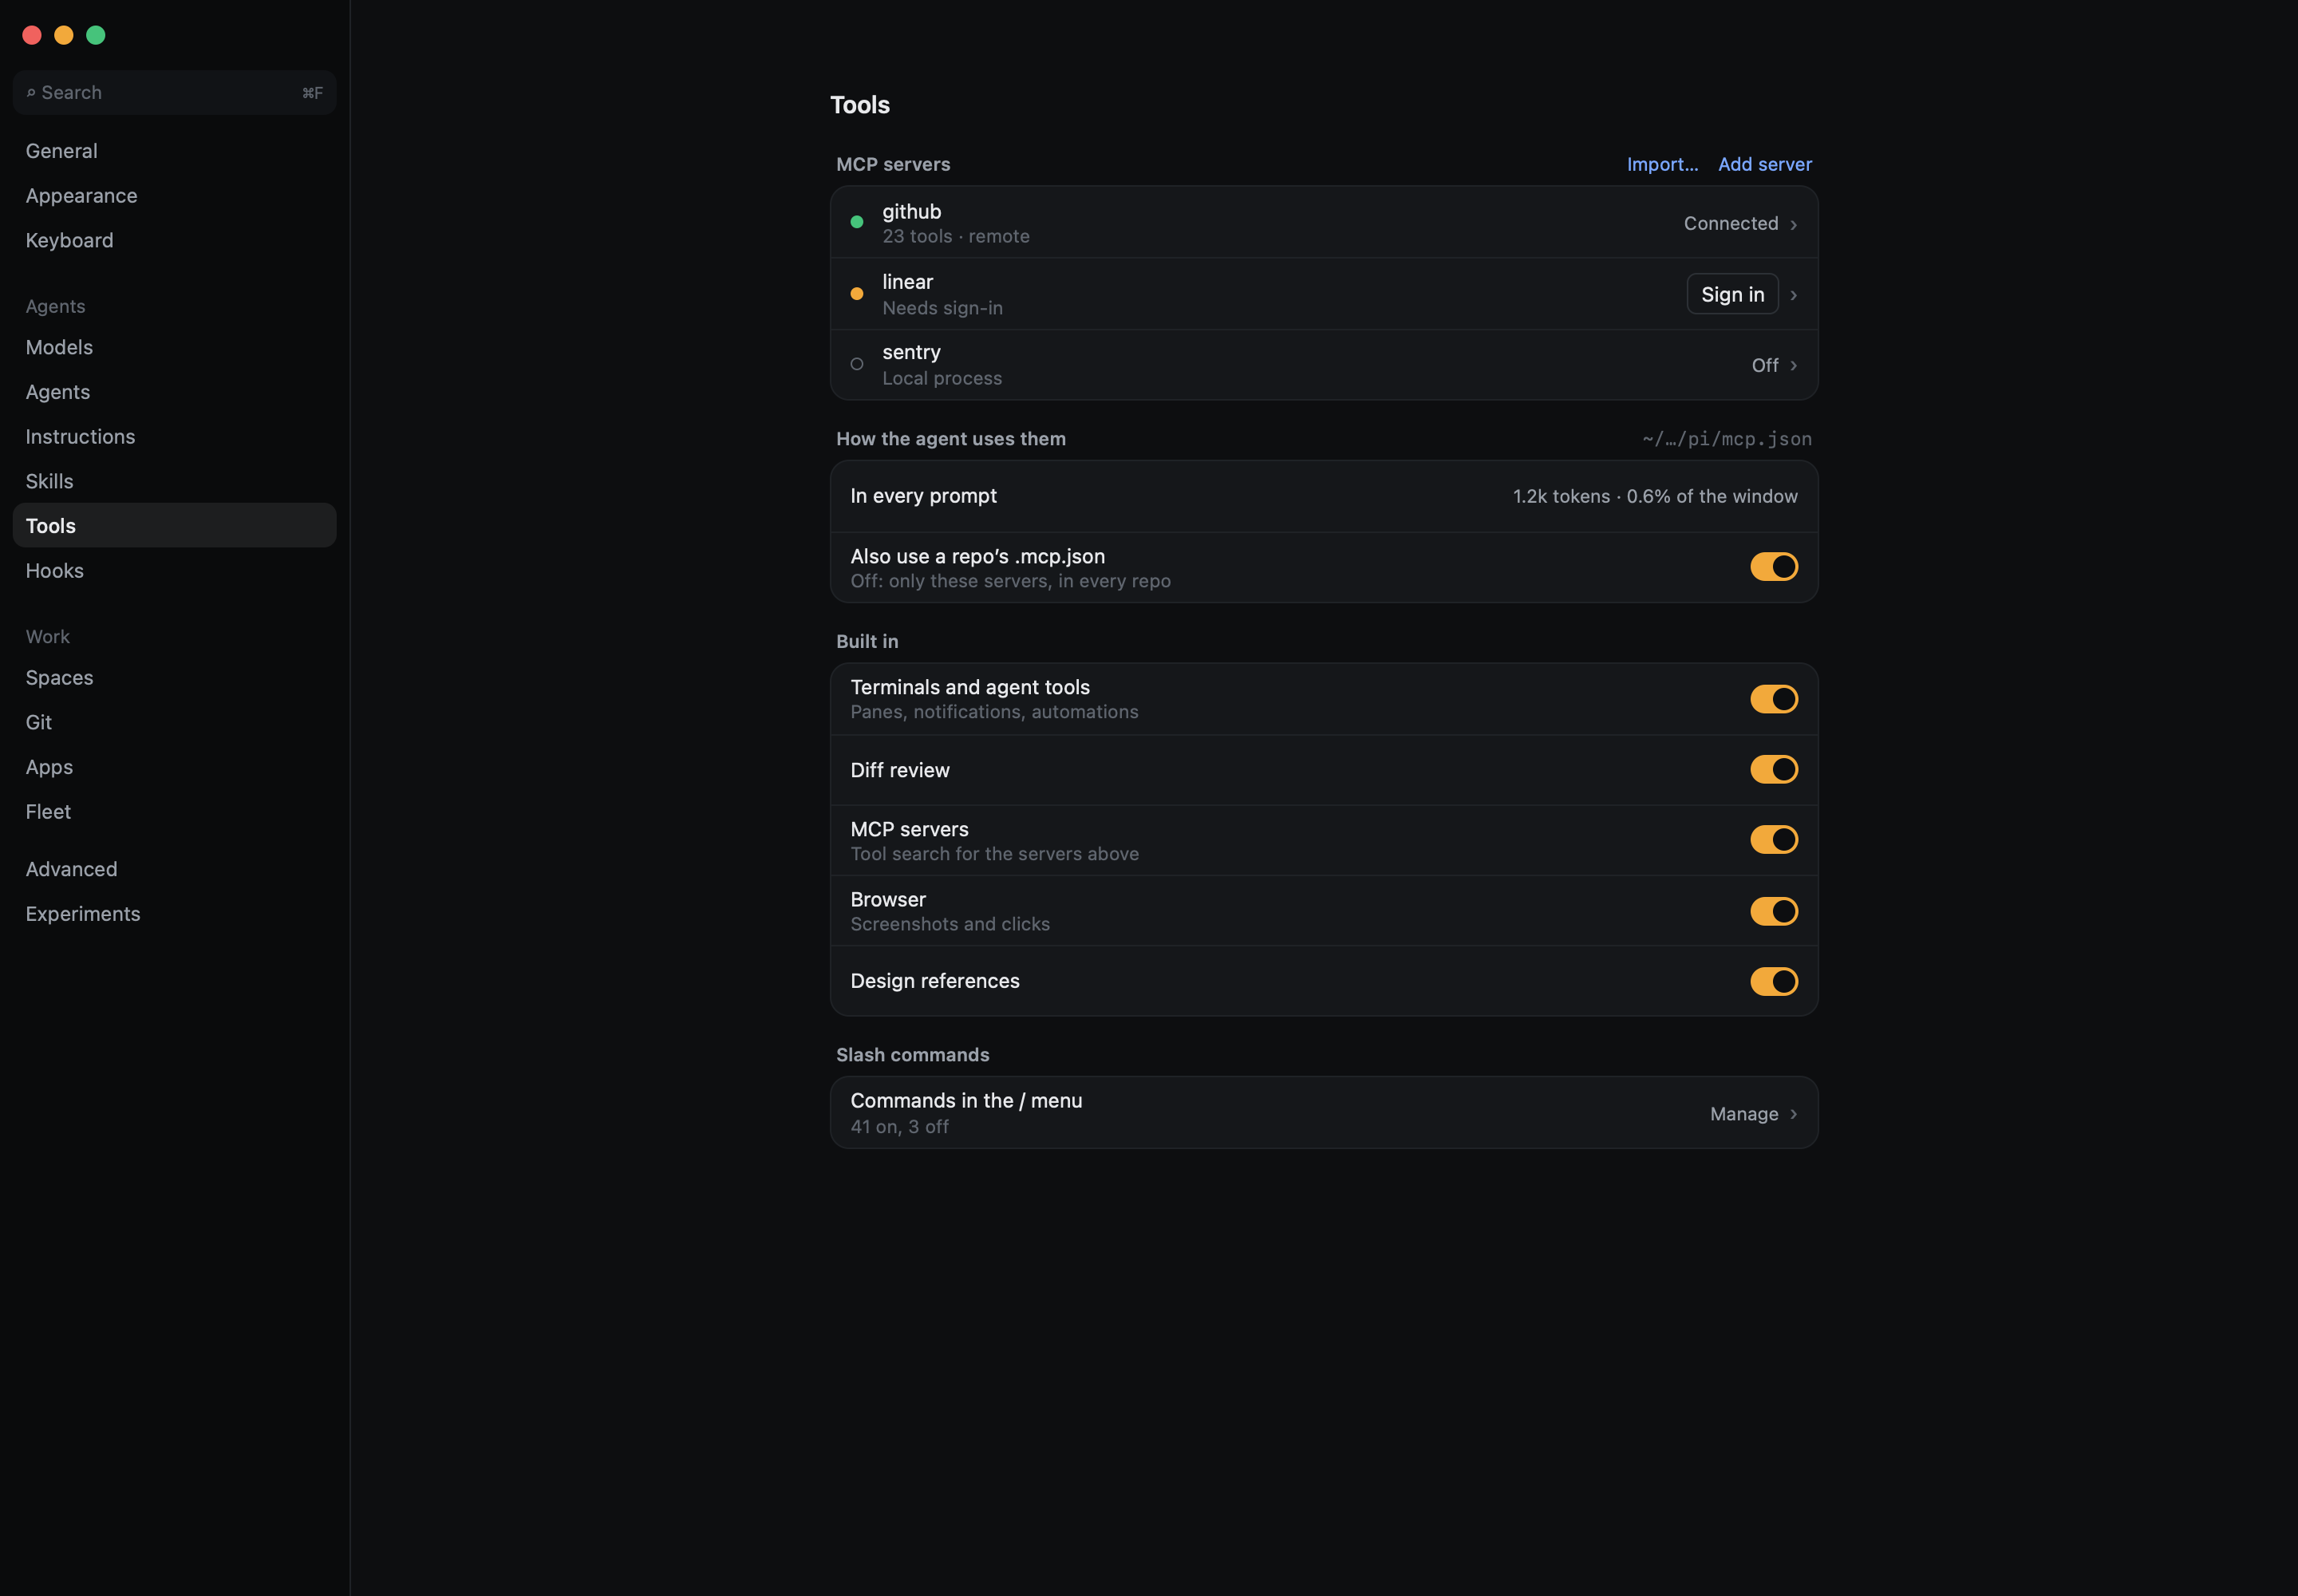 Search ⌘F
General
Appearance
Keyboard
Agents
Models
Agents
Instructions
Skills
Tools
Hooks
Work
Spaces
Git
Apps
Fleet
Advanced
Experiments
Tools
MCP servers Import… Add server
github
23 tools · remote
Connected ›
linear
Needs sign-in
Sign in ›
sentry
Local process
Off ›
How the agent uses them ~/…/pi/mcp.json
In every prompt 1.2k tokens · 0.6% of the window
Also use a repo’s .mcp.json
Off: only these servers, in every repo
Built in
Terminals and agent tools
Panes, notifications, automations
Diff review
MCP servers
Tool search for the servers above
Browser
Screenshots and clicks
Design references
Slash commands
Commands in the / menu
41 on, 3 off
Manage ›